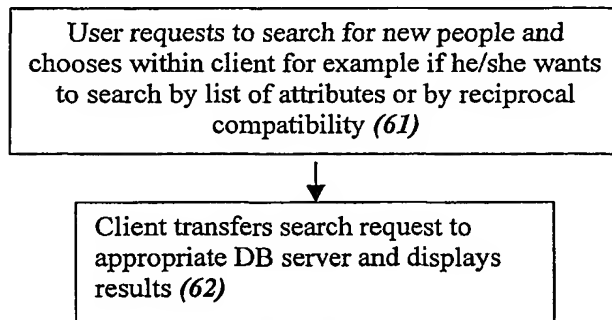 User requests to search for new people and
chooses within client for example if he/she wants
to search by list of attributes or by reciprocal
compatibility (61)
Client transfers search request to
appropriate DB server and displays
results (62)